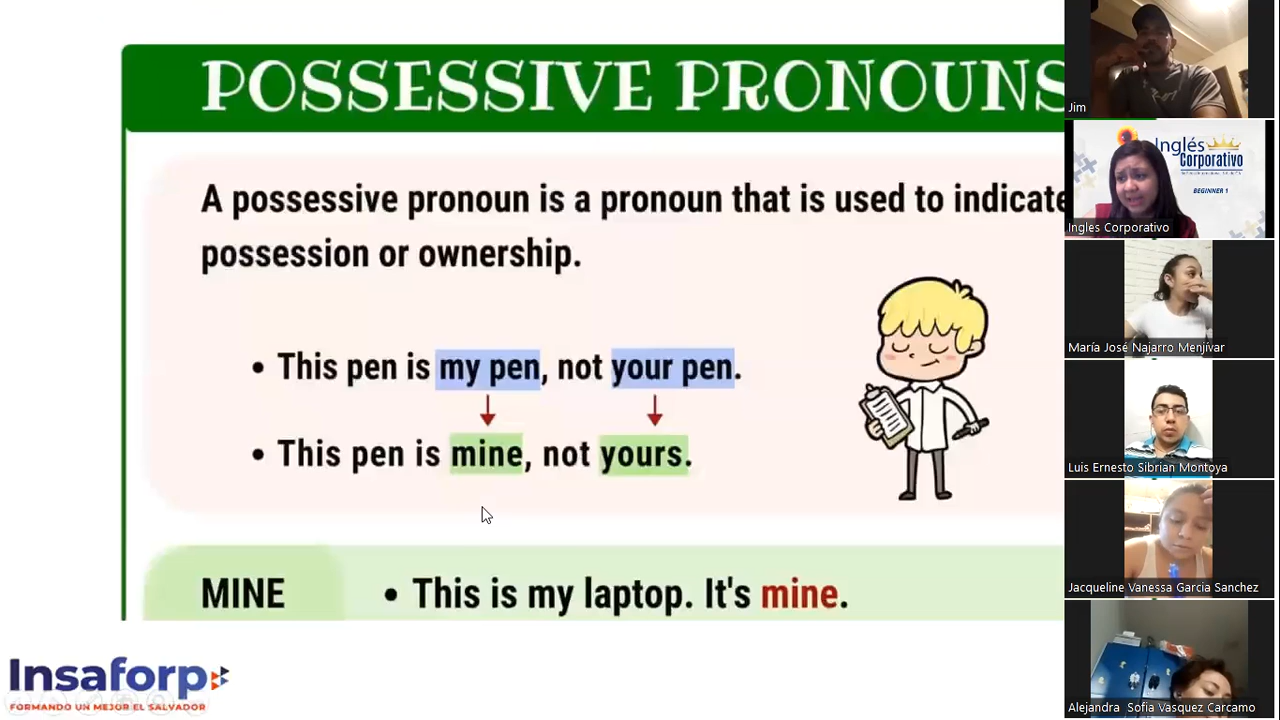 POSSESSIVE PRONOUNS
A possessive pronoun is a pronoun that is used to indicate
possession or ownership.
• This pen is my pen, not your pen.
• This pen is mine, not yours.
MINE • This is my laptop. It's mine.
Insaforp
FORMANDO UN MEJOR EL SALVADOR
Jim
Inglés
Corporativo
BEGINNER 1
Ingles Corporativo
María José Najarro Menjívar
Luis Ernesto Sibrian Montoya
Jacqueline Vanessa Garcia Sanchez
Alejandra Sofía Vasquez Carcamo